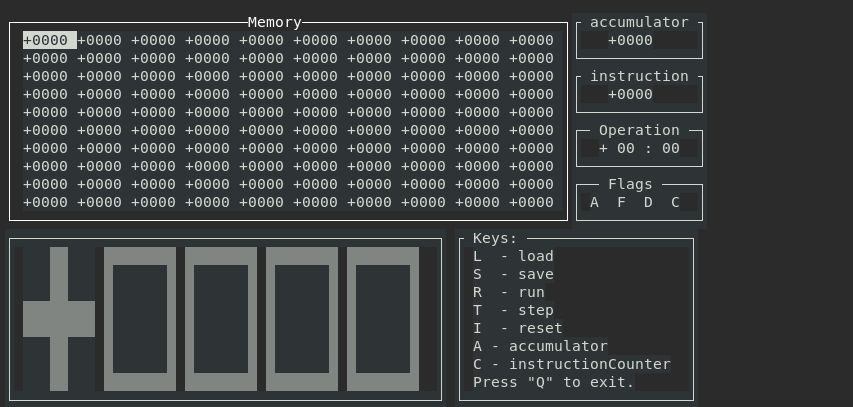 Memory
+0000 +0000 +0000 +0000 +0000 +0000 +0000 +0000 +0000 +0000
+0000 +0000 +0000 +0000 +0000 +0000 +0000 +0000 +0000 +0000
+0000 +0000 +0000 +0000 +0000 +0000 +0000 +0000 +0000 +0000
+0000 +0000 +0000 +0000 +0000 +0000 +0000 +0000 +0000 +0000
+0000 +0000 +0000 +0000 +0000 +0000 +0000 +0000 +0000 +0000
+0000 +0000 +0000 +0000 +0000 +0000 +0000 +0000 +0000 +0000
+0000 +0000 +0000 +0000 +0000 +0000 +0000 +0000 +0000 +0000
+0000 +0000 +0000 +0000 +0000 +0000 +0000 +0000 +0000 +0000
+0000 +0000 +0000 +0000 +0000 +0000 +0000 +0000 +0000 +0000
+0000 +0000 +0000 +0000 +0000 +0000 +0000 +0000 +0000 +0000
accumulator
+0000
instruction
+0000
Operation
+ 00 : 00
Flags
A F D C
+0000
Keys:
L - load
S - save
R - run
T - step
I - reset
A - accumulator
C - instructionCounter
Press "Q" to exit.